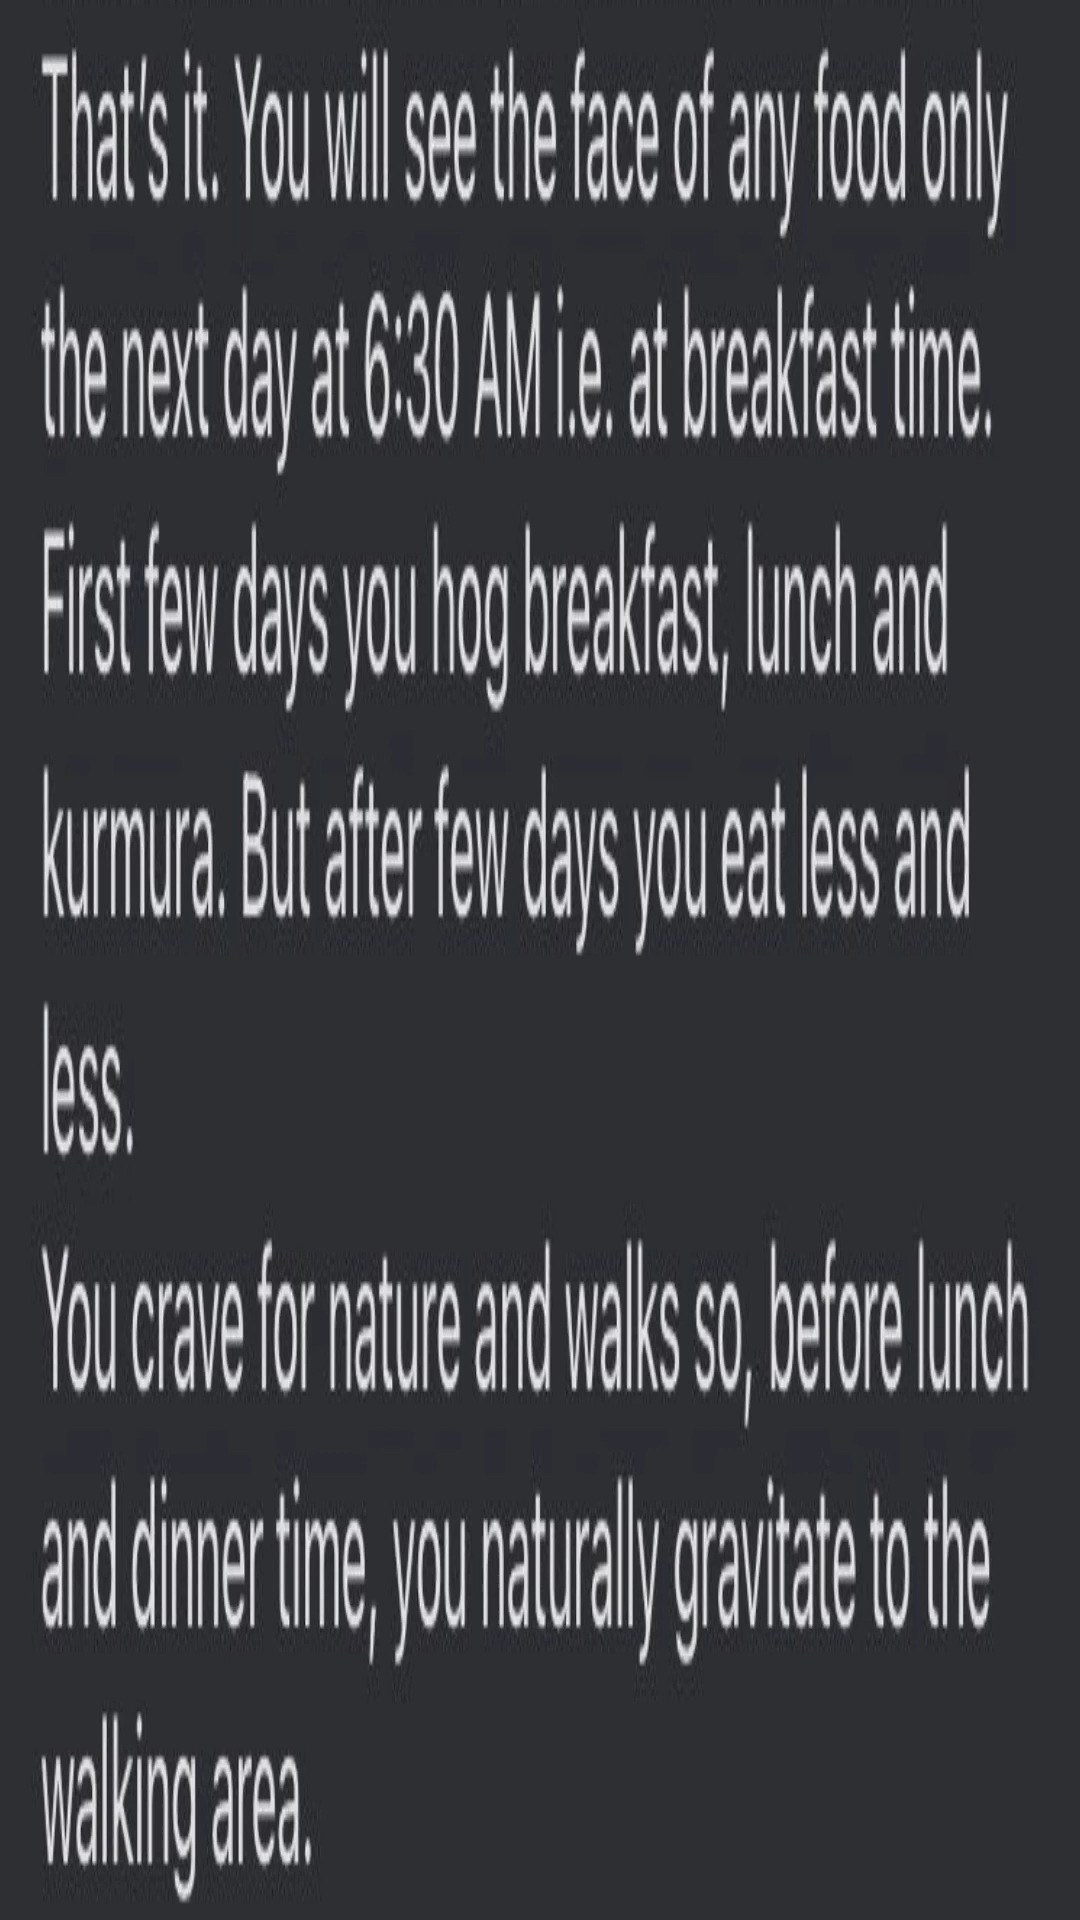 That's it. You will see the face of any food only
the next day at 6:30 AM i.e. at breakfast time.
First few days you hog breakfast, lunch and
kurmura. But after few days you eat less and
less.
You crave for nature and walks so, before lunch
and dinner time, you naturally gravitate to the
walking area.